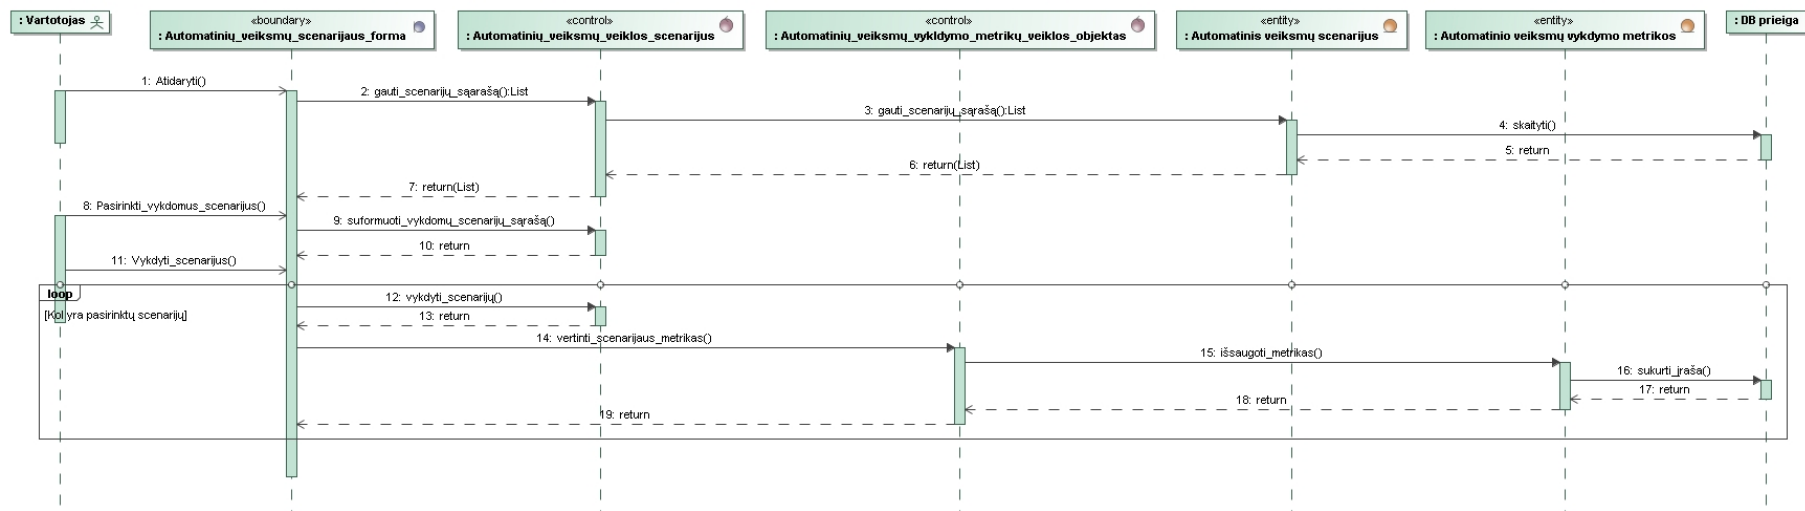 : Vartotojas
«boundary»
: Automatinių_veiksmų_scenarijaus_forma
«control»
: Automatinių_veiksmų_veiklos_scenarijus
«control»
: Automatinių_veiksmų_vykldymo_metrikų_veiklos_objektas
«entity»
: Automatinis veiksmų scenarijus
«entity»
: Automatinio veiksmų vykdymo metrikos
: DB prieiga
1: Atidaryti()
2: gauti_scenarijų_sąarašą():List
3: gauti_scenarijų_sąrašą():List
4: skaityti()
5: return
6: return(List)
7: return(List)
8: Pasirinkti_vykdomus_scenarijus()
9: suformuoti_vykdomų_scenarijų_sąrašą()
10: return
11: Vykdyti_scenarijus()
loop
[Kol yra pasirinktų scenarijų]
12: vykdyti_scenarijų()
13: return
14: vertinti_scenarijaus_metrikas()
15: išsaugoti_metrikas()
16: sukurti_įraša()
17: return
18: return
19: return